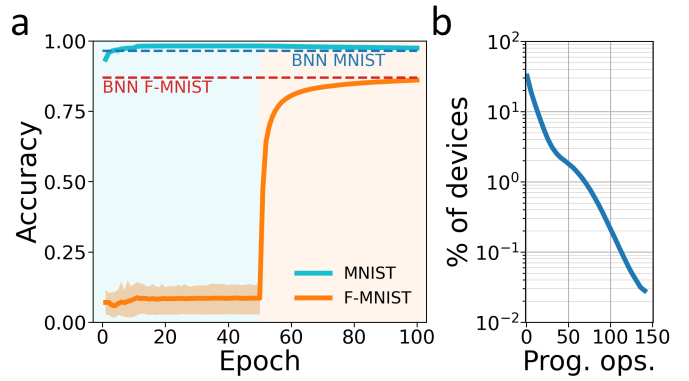 a
1.00
0.75
0.50
0.25
0.00
Accuracy
BNN MNIST
BNN F-MNIST
MNIST
F-MNIST
0 20 40 60 80 100
Epoch
b
10^2
10^1
10^0
10^-1
10^-2
% of devices
0 50 100 150
Prog. ops.